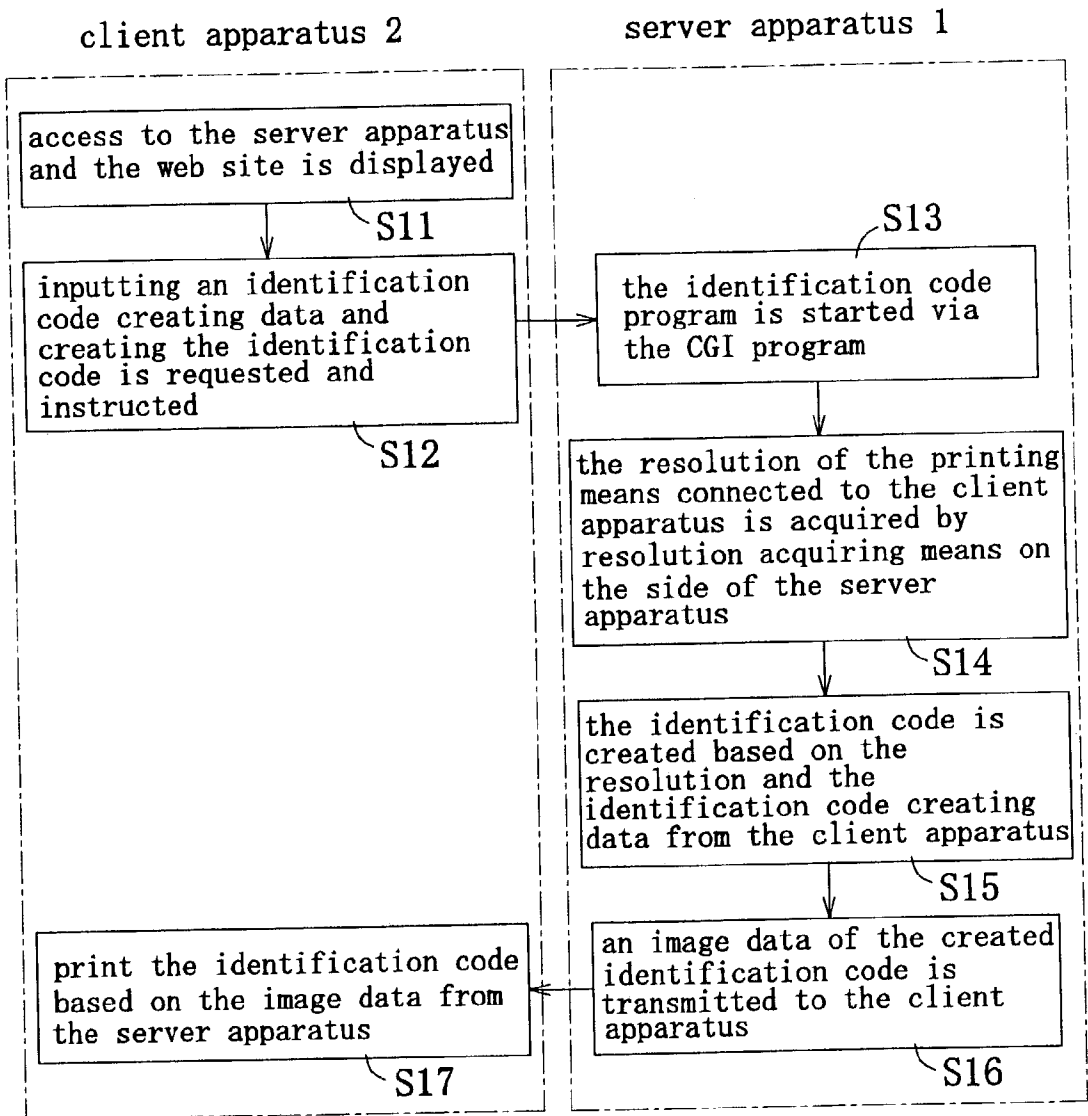 client apparatus 2
server apparatus 1
access to the server apparatus
and the web site is displayed
S11
inputting an identification
code creating data and
creating the identification
code is requested and
instructed
S12
S13
the identification code
program is started via
the CGI program
the resolution of the printing
means connected to the client
apparatus is acquired by
resolution acquiring means on
the side of the server
apparatus
S14
the identification code is
created based on the
resolution and the
identification code creating
data from the client apparatus
S15
an image data of the created
identification code is
transmitted to the client
apparatus
S16
print the identification code
based on the image data from
the server apparatus
S17